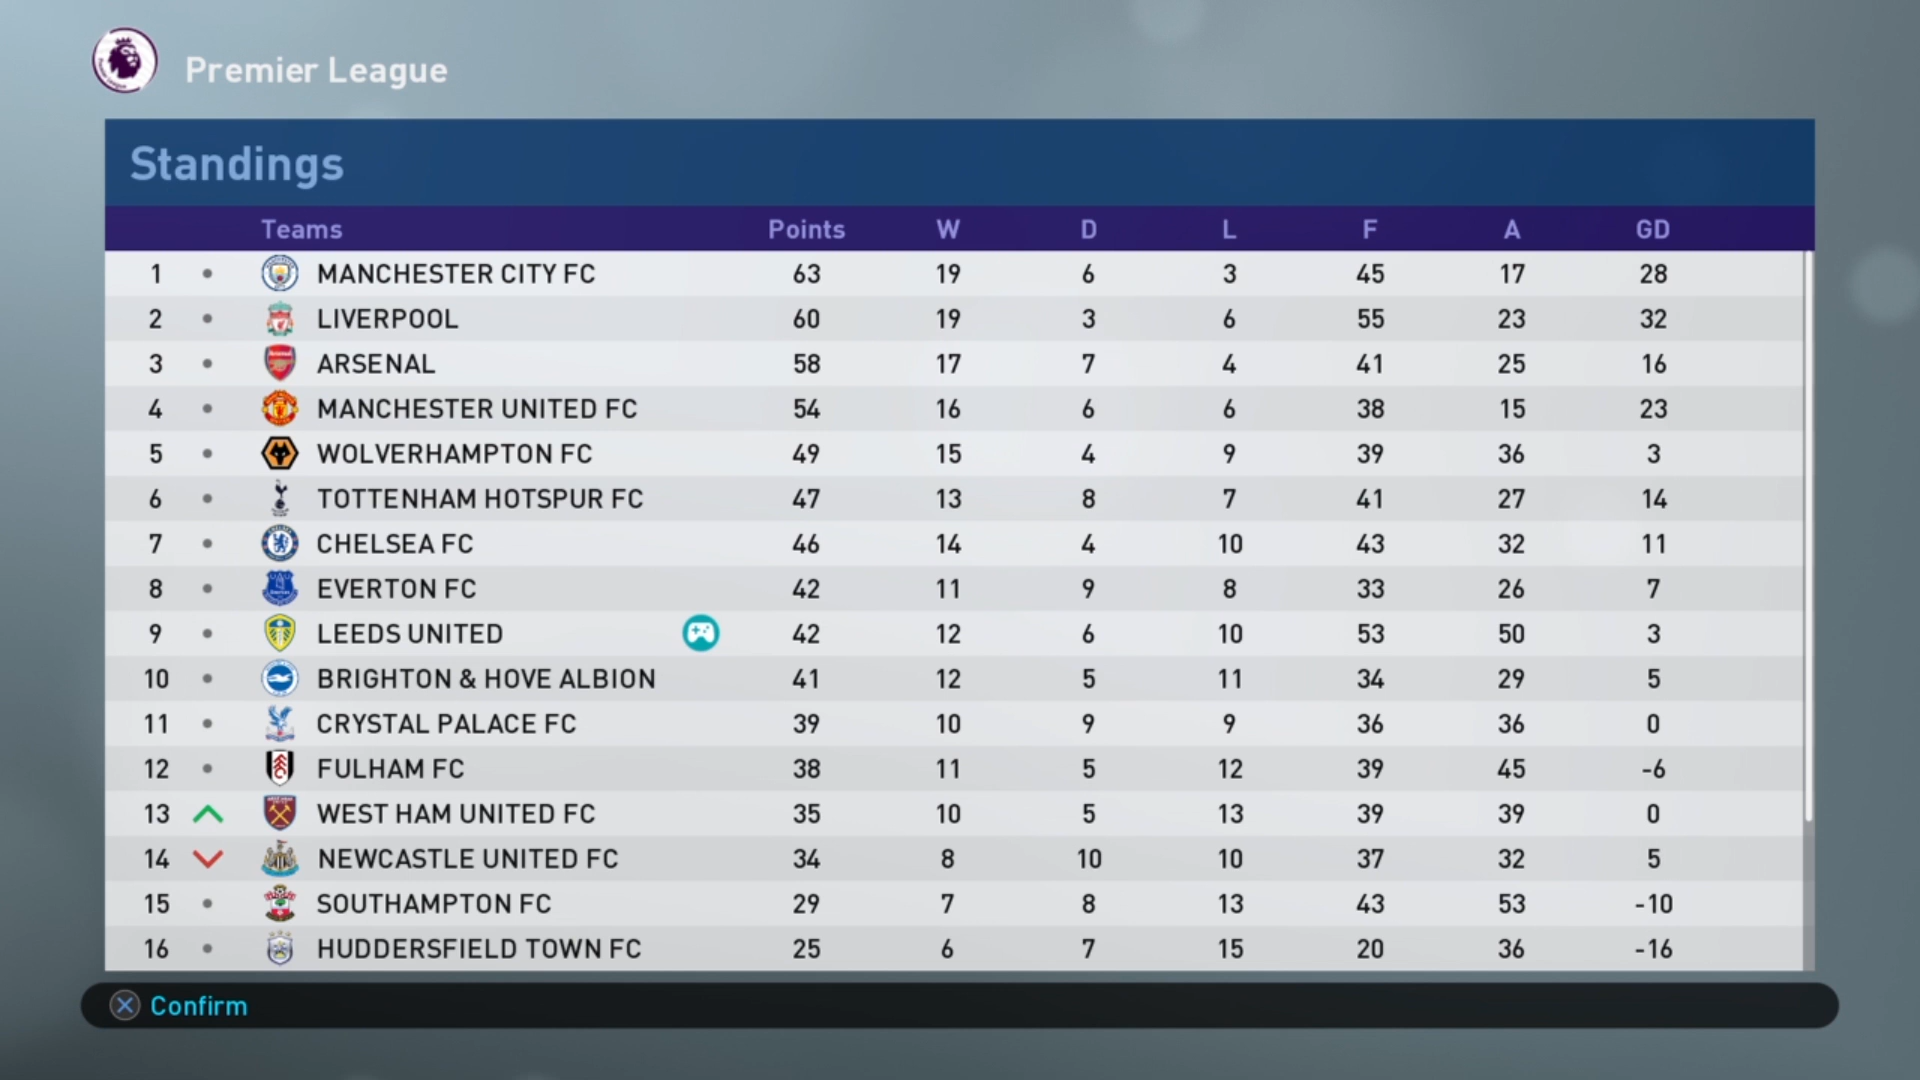 Premier League
Standings
Teams Points W D L F A GD
1 MANCHESTER CITY FC 63 19 6 3 45 17 28
2 LIVERPOOL 60 19 3 6 55 23 32
3 ARSENAL 58 17 7 4 41 25 16
4 MANCHESTER UNITED FC 54 16 6 6 38 15 23
5 WOLVERHAMPTON FC 49 15 4 9 39 36 3
6 TOTTENHAM HOTSPUR FC 47 13 8 7 41 27 14
7 CHELSEA FC 46 14 4 10 43 32 11
8 EVERTON FC 42 11 9 8 33 26 7
9 LEEDS UNITED 42 12 6 10 53 50 3
10 BRIGHTON & HOVE ALBION 41 12 5 11 34 29 5
11 CRYSTAL PALACE FC 39 10 9 9 36 36 0
12 FULHAM FC 38 11 5 12 39 45 -6
13 WEST HAM UNITED FC 35 10 5 13 39 39 0
14 NEWCASTLE UNITED FC 34 8 10 10 37 32 5
15 SOUTHAMPTON FC 29 7 8 13 43 53 -10
16 HUDDERSFIELD TOWN FC 25 6 7 15 20 36 -16
Confirm